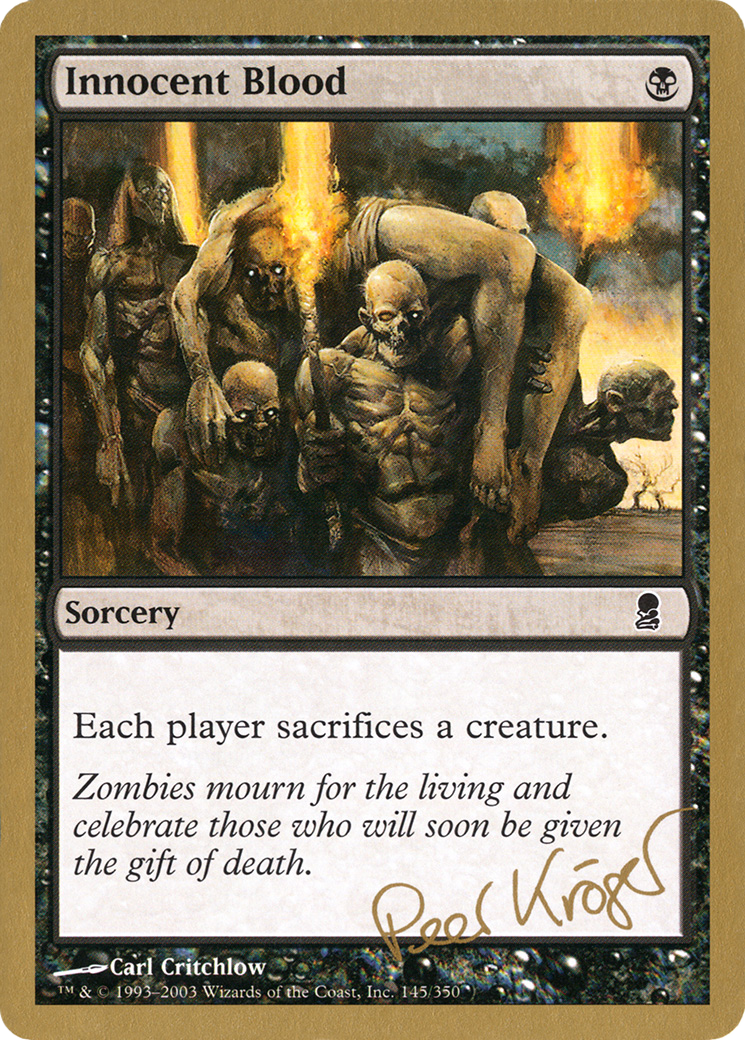 Innocent Blood
Sorcery
Each player sacrifices a creature.
Zombies mourn for the living and
celebrate those who will soon be given
the gift of death.
Peer Kröger
Carl Critchlow
™ & © 1993–2003 Wizards of the Coast, Inc. 145/350